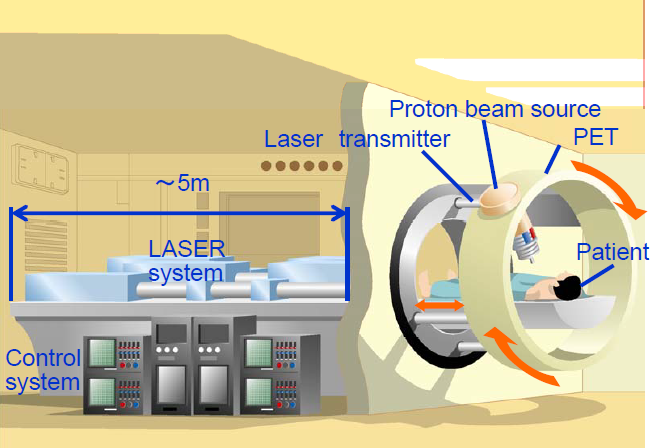 Proton beam source
Laser transmitter
PET
～5m
LASER
system
Patient
Control
system